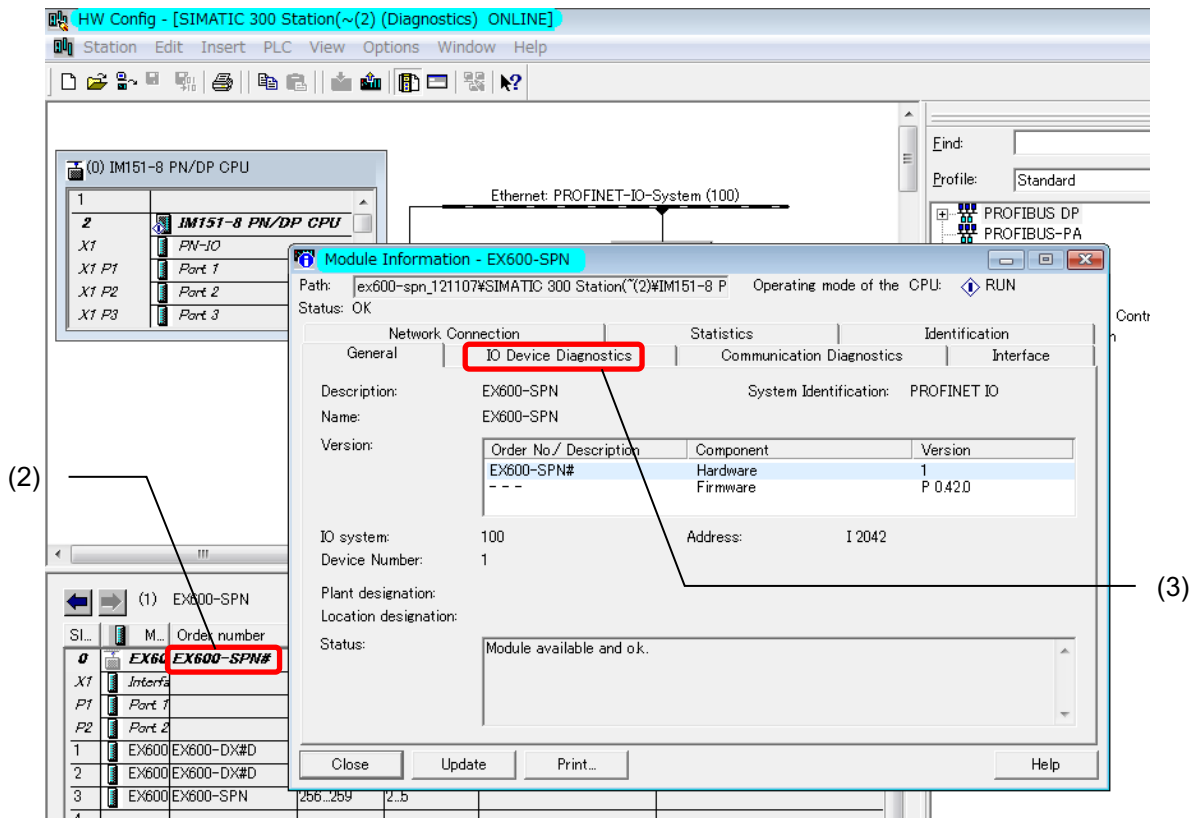 HW Config - [SIMATIC 300 Station(~(2) (Diagnostics) ONLINE]
Station Edit Insert PLC View Options Window Help
(0) IM151-8 PN/DP CPU
1
2 IM151-8 PN/DP CPU
X1 PN-IO
X1 P1 Port 1
X1 P2 Port 2
X1 P3 Port 3
Ethernet: PROFINET-IO-System (100)
Find:
Profile: Standard
PROFIBUS DP
PROFIBUS-PA
Contr
Module Information - EX600-SPN
Path: ex600-spn_121107¥SIMATIC 300 Station(~(2)¥IM151-8 P Operating mode of the CPU: RUN
Status: OK
Network Connection Statistics Identification
General IO Device Diagnostics Communication Diagnostics Interface
Description: EX600-SPN System Identification: PROFINET IO
Name: EX600-SPN
Version: Order No./ Description Component Version
EX600-SPN# Hardware 1
- - - Firmware P 0.42.0
IO system: 100 Address: I 2042
Device Number: 1
Plant designation:
Location designation:
Status: Module available and ok.
Close Update Print... Help
(2)
(3)
(1) EX600-SPN
Sl... M... Order number
0 EX60 EX600-SPN#
X1 Interfa
P1 Port 1
P2 Port 2
1 EX600 EX600-DX#D
2 EX600 EX600-DX#D
3 EX600 EX600-SPN 256...259 2...5
4